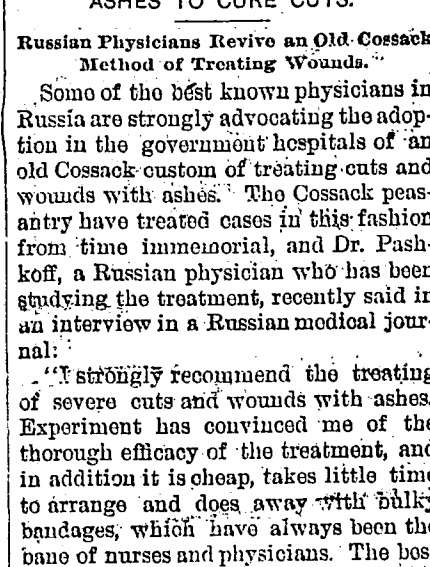 ASHES TO CURE CUTS.
Russian Physicians Revive an Old Cossack
Method of Treating Wounds.
Some of the best known physicians in
Russia are strongly advocating the adop-
tion in the government hospitals of an
old Cossack custom of treating cuts and
wounds with ashes. The Cossack peas-
antry have treated cases in this fashion
from time immemorial, and Dr. Pash-
koff, a Russian physician who has been
studying the treatment, recently said in
an interview in a Russian medical jour-
nal:
"I strongly recommend the treating
of severe cuts and wounds with ashes.
Experiment has convinced me of the
thorough efficacy of the treatment, and
in addition it is cheap, takes little time
to arrange and does away with bulky
bandages, which have always been the
bane of nurses and physicians. The bes